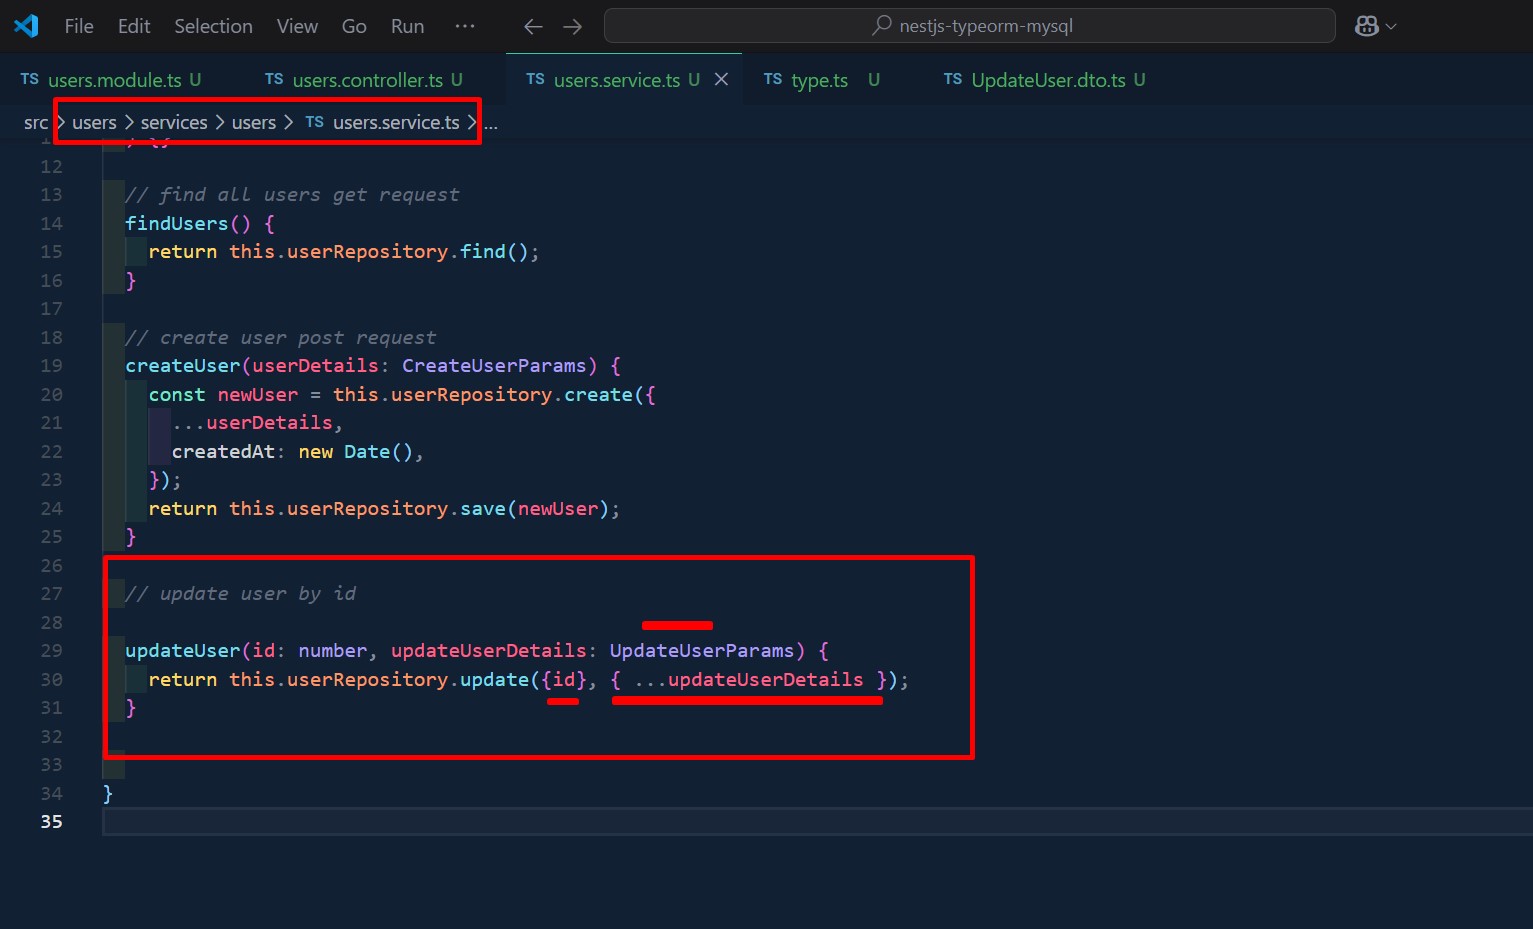 File Edit Selection View Go Run ··· ← → nestjs-typeorm-mysql
TS users.module.ts U TS users.controller.ts U TS users.service.ts U × TS type.ts U TS UpdateUser.dto.ts U
src > users > services > users > TS users.service.ts > ...
12
13 // find all users get request
14 findUsers() {
15 return this.userRepository.find();
16 }
17
18 // create user post request
19 createUser(userDetails: CreateUserParams) {
20 const newUser = this.userRepository.create({
21 ...userDetails,
22 createdAt: new Date(),
23 });
24 return this.userRepository.save(newUser);
25 }
26
27 // update user by id
28
29 updateUser(id: number, updateUserDetails: UpdateUserParams) {
30 return this.userRepository.update({id}, { ...updateUserDetails });
31 }
32
33
34 }
35